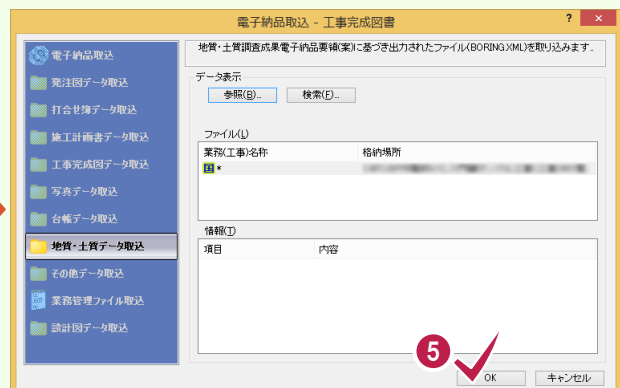 電子納品取込 - 工事完成図書
?
×
電子納品取込
発注図データ取込
打合せ簿データ取込
施工計画書データ取込
工事完成図データ取込
写真データ取込
台帳データ取込
地質・土質データ取込
その他データ取込
業務管理ファイル取込
設計図データ取込
地質・土質調査成果電子納品要領(案)に基づき出力されたファイル(BORING.XML)を取り込みます。
データ表示
参照(B)... 検索(F)...
ファイル(L)
業務(工事)名称 格納場所
*
情報(T)
項目 内容
5
OK キャンセル